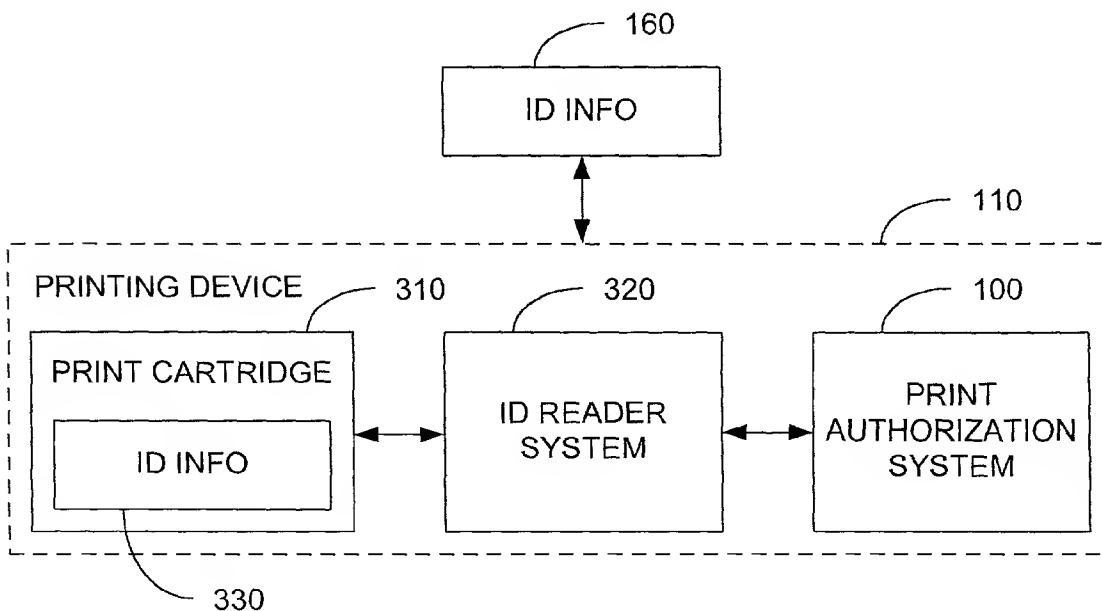 160
ID INFO
110
PRINTING DEVICE
310
320
100
PRINT CARTRIDGE
ID INFO
ID READER
SYSTEM
PRINT
AUTHORIZATION
SYSTEM
330